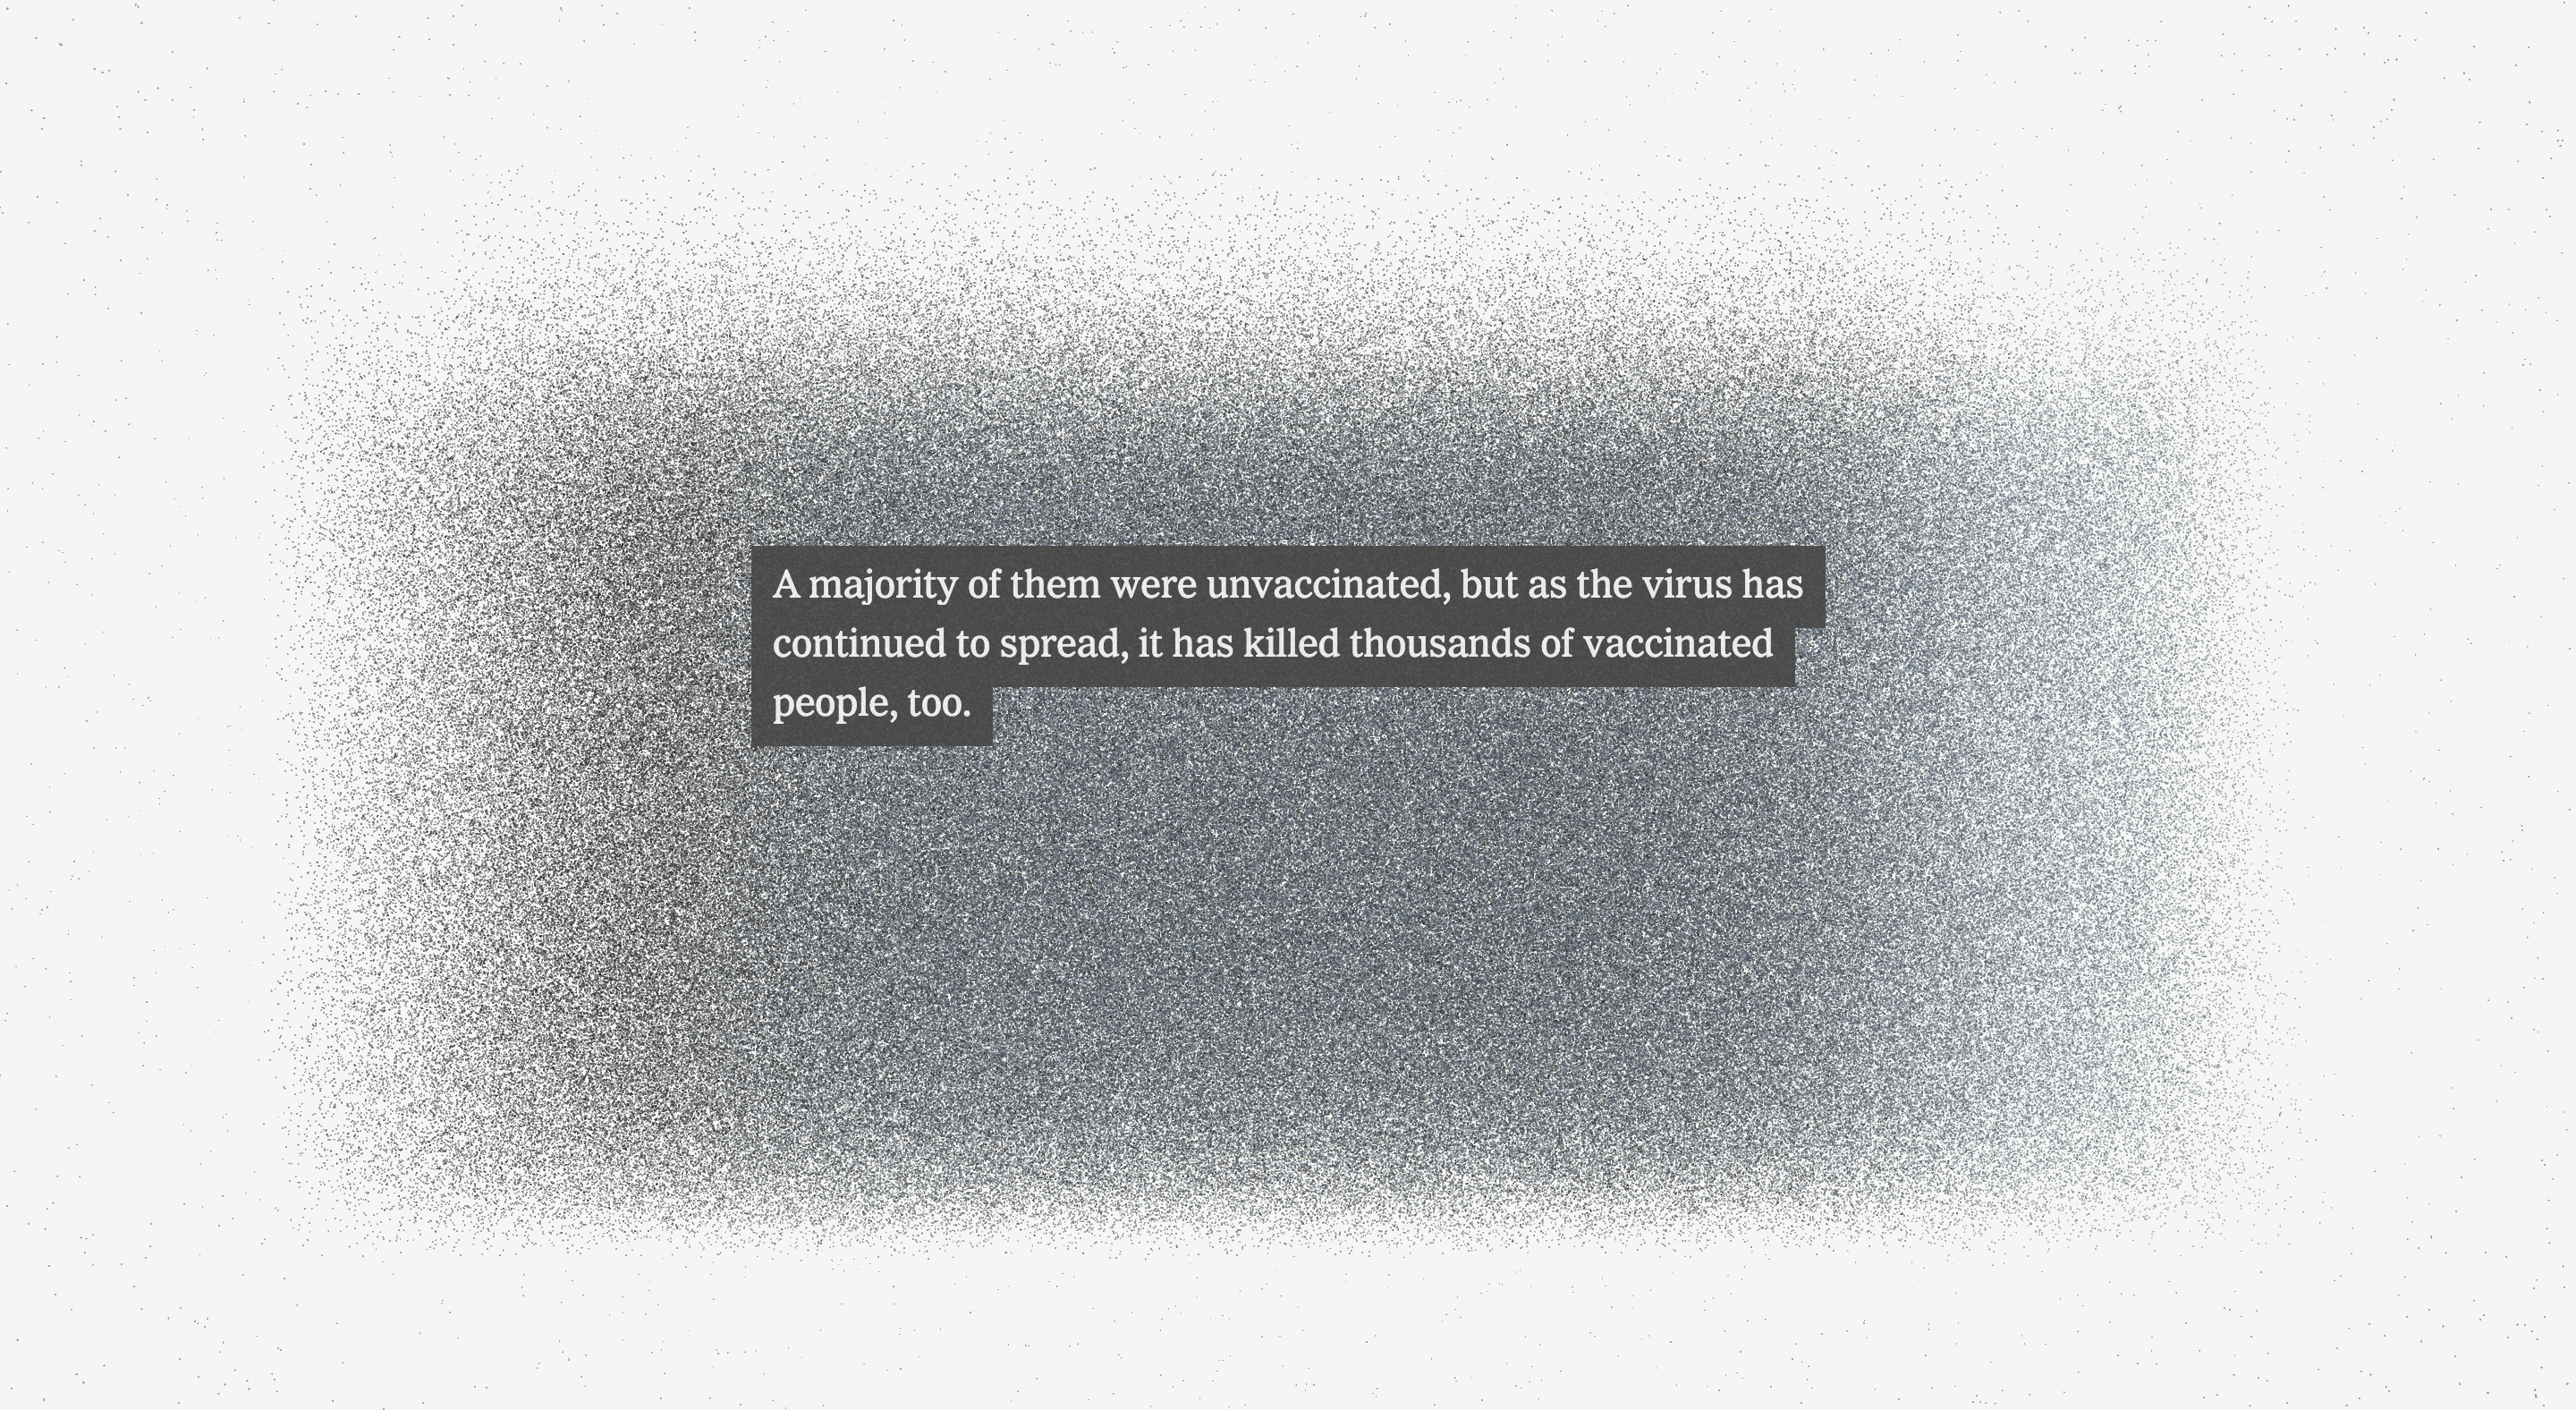 A majority of them were unvaccinated, but as the virus has
continued to spread, it has killed thousands of vaccinated
people, too.